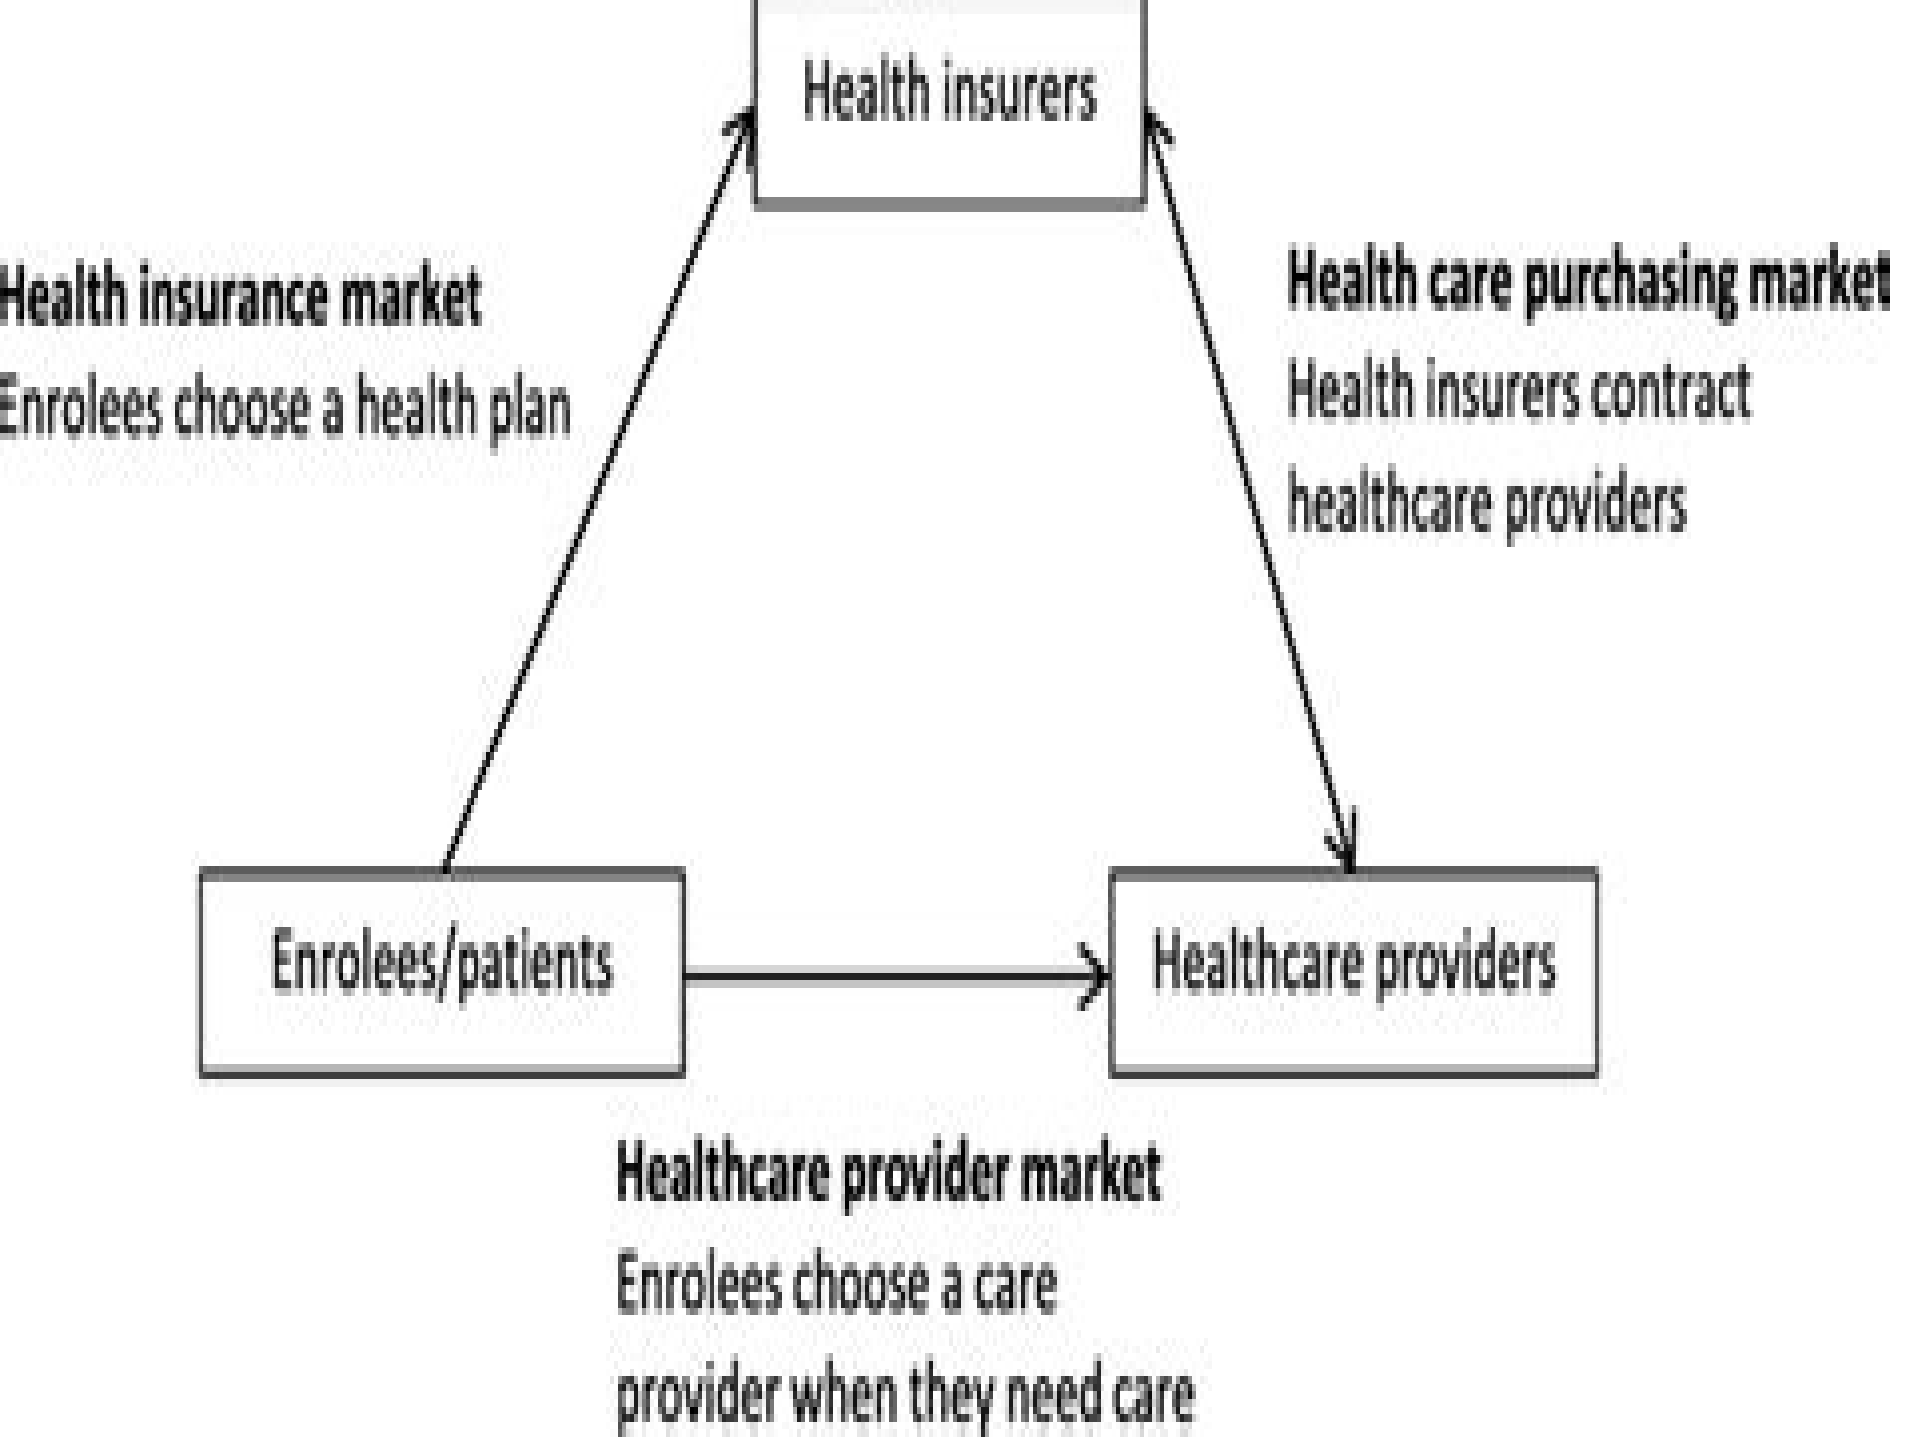 Health insurers
Health insurance market
Enrolees choose a health plan
Health care purchasing market
Health insurers contract
healthcare providers
Enrolees/patients
Healthcare providers
Healthcare provider market
Enrolees choose a care
provider when they need care